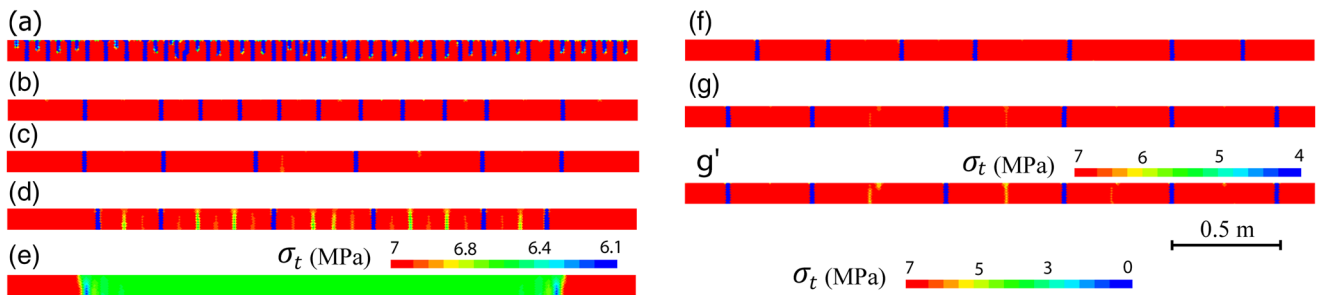 (a)
(b)
(c)
(d)
(e)
σt (MPa)
7 6.8 6.4 6.1
(f)
(g)
g'
σt (MPa)
7 6 5 4
0.5 m
σt (MPa)
7 5 3 0